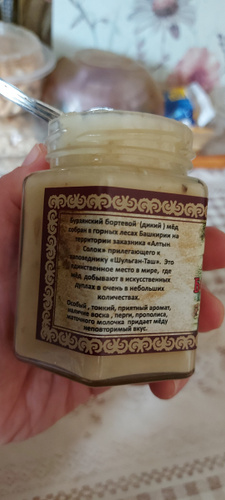 Бурзянский бортевой (дикий) мёд
собран в горных лесах Башкирии на
территории заказника «Алтын
Солок» прилегающего к
заповеднику «Шульган-Таш». Это
единственное место в мире, где
мёд, добывают в искусственных
дуплах в очень в небольших
количествах.
Особый, тонкий, приятный аромат,
наличие воска, перги, прополиса,
маточного молочка придает мёду
неповторимый вкус.